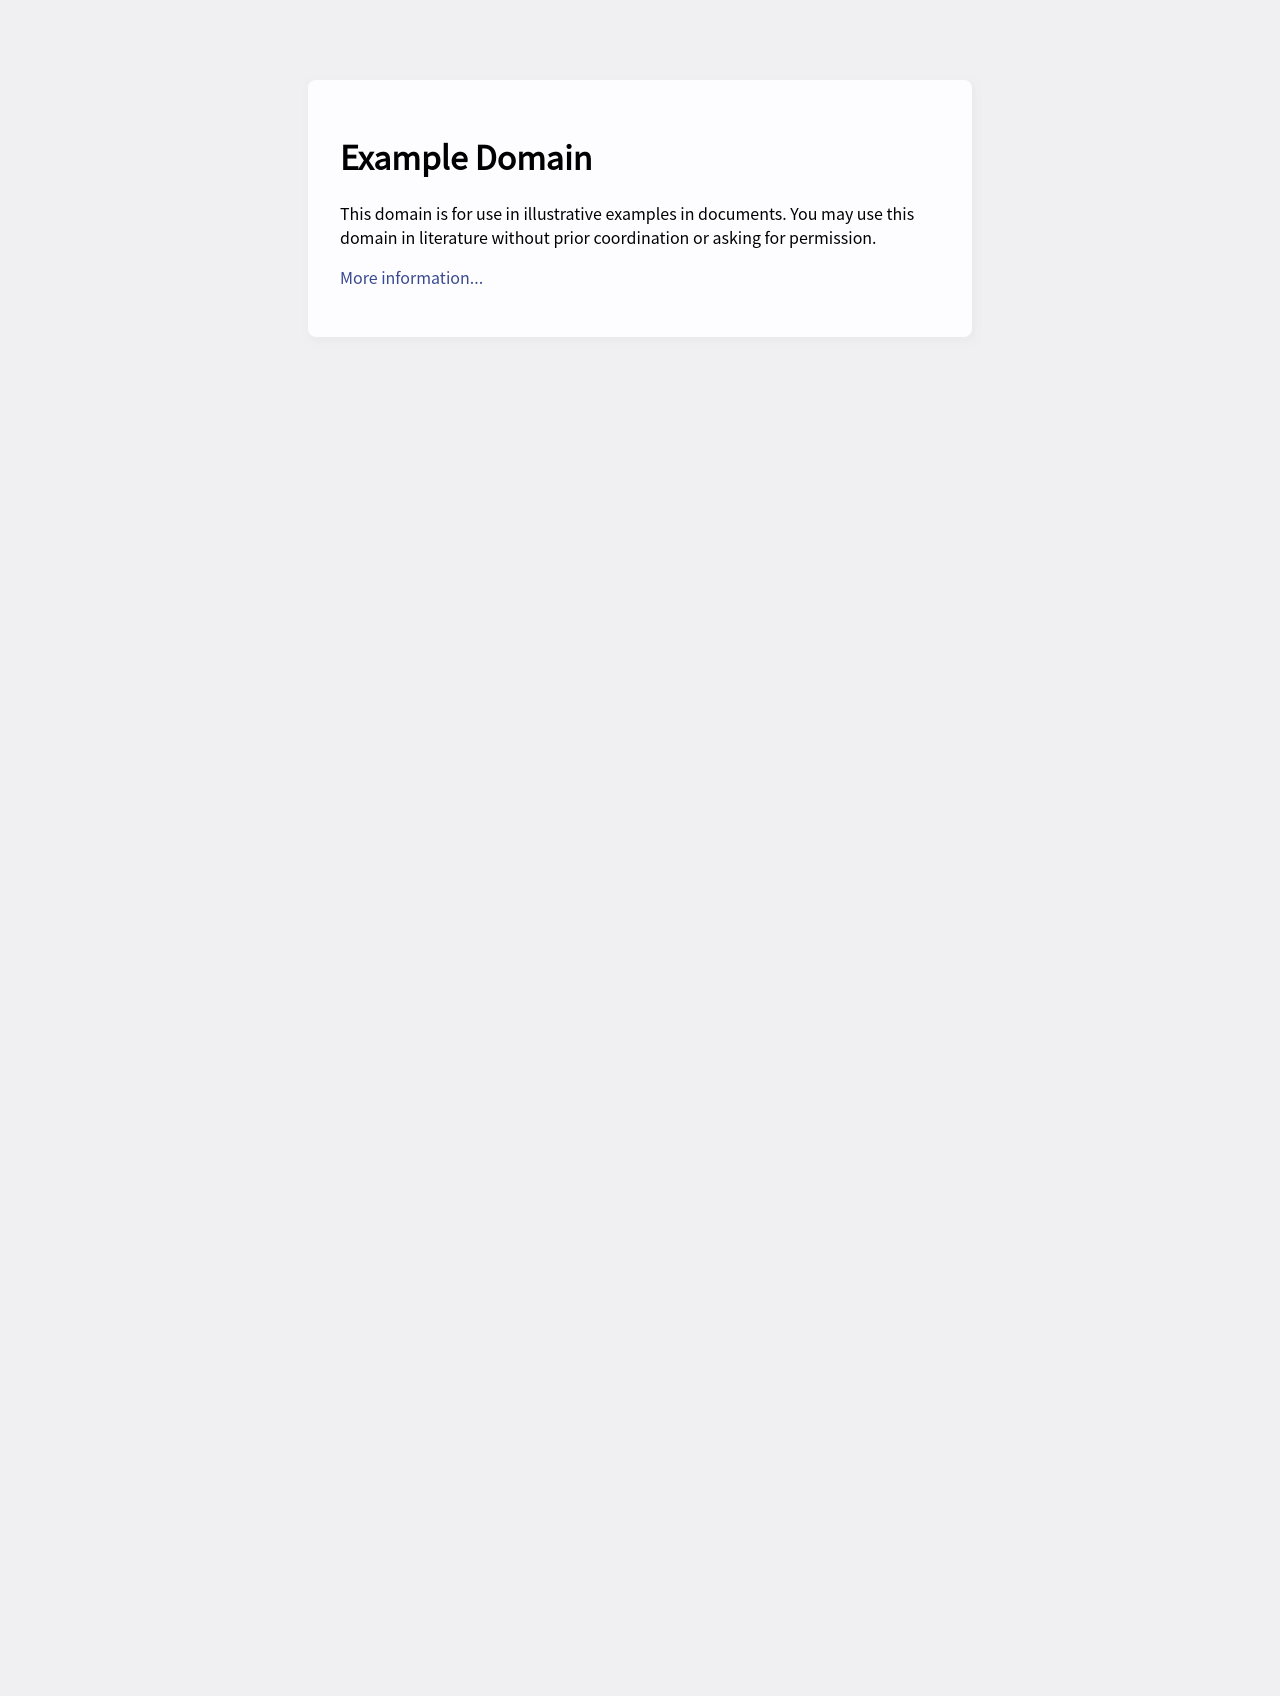 Example Domain
This domain is for use in illustrative examples in documents. You may use this
domain in literature without prior coordination or asking for permission.
More information...